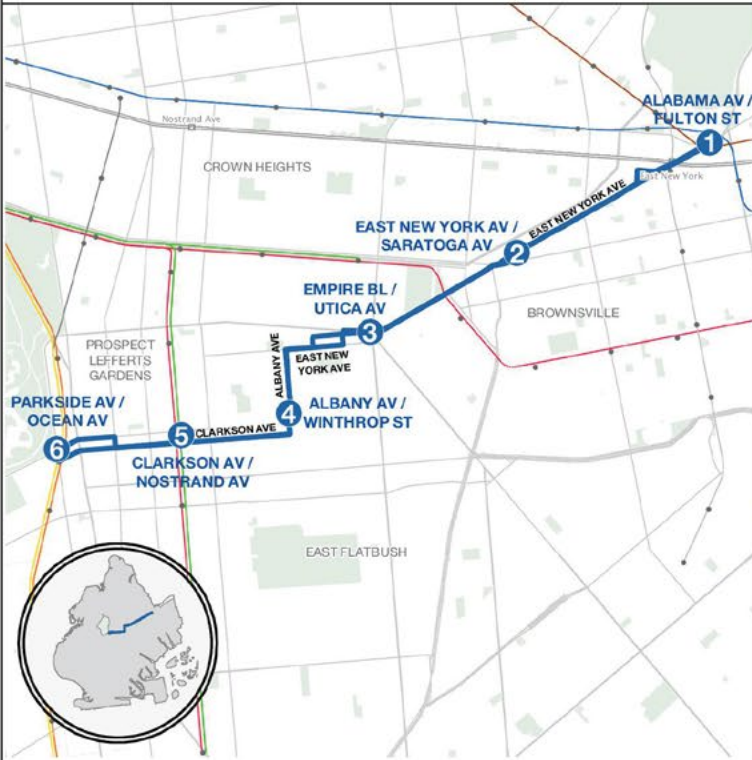 ALABAMA AV /
FULTON ST
1
Nostrand Ave
CROWN HEIGHTS
East New York
EAST NEW YORK AVE
EAST NEW YORK AV /
SARATOGA AV
2
EMPIRE BL /
UTICA AV
3
BROWNSVILLE
PROSPECT
LEFFERTS
GARDENS
ALBANY AVE
EAST NEW
YORK AVE
PARKSIDE AV /
OCEAN AV
4
ALBANY AV /
WINTHROP ST
6
5
CLARKSON AVE
CLARKSON AV /
NOSTRAND AV
EAST FLATBUSH